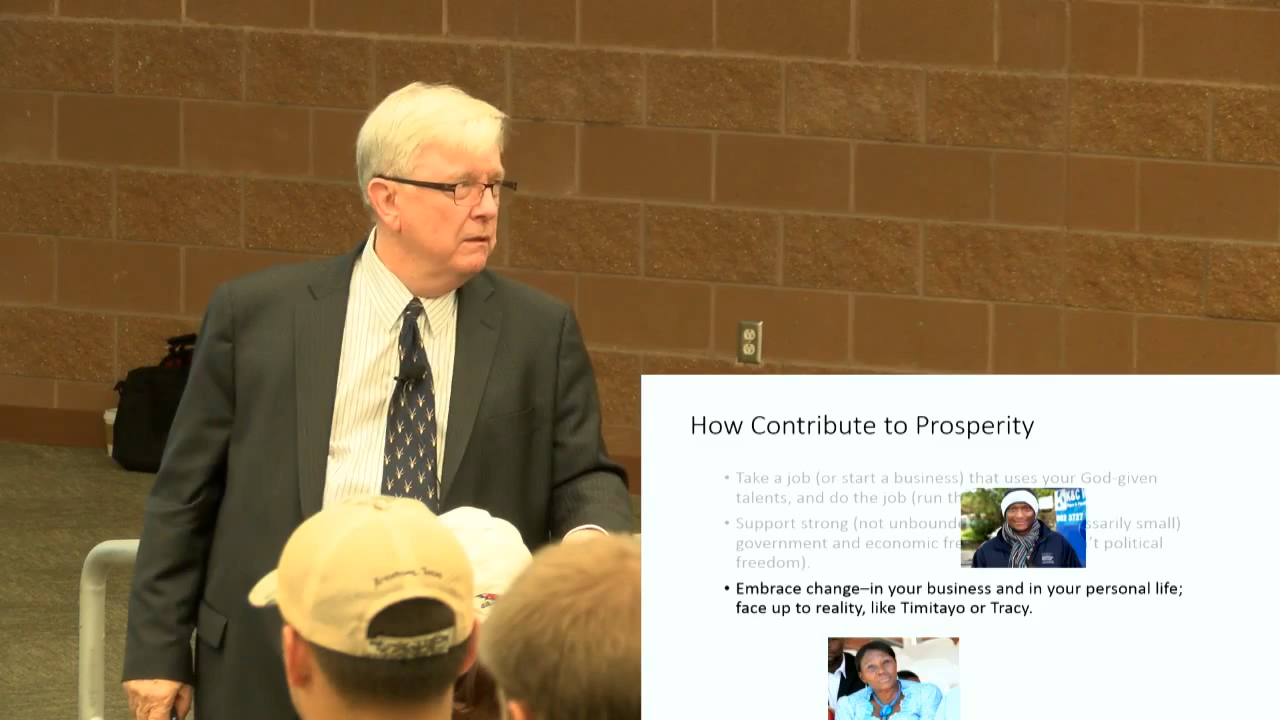 How Contribute to Prosperity
• Take a job (or start a business) that uses your God-given
talents, and do the job (run th
• Support strong (not unbound ssarily small)
government and economic fre 't political
freedom).
• Embrace change–in your business and in your personal life;
face up to reality, like Timitayo or Tracy.